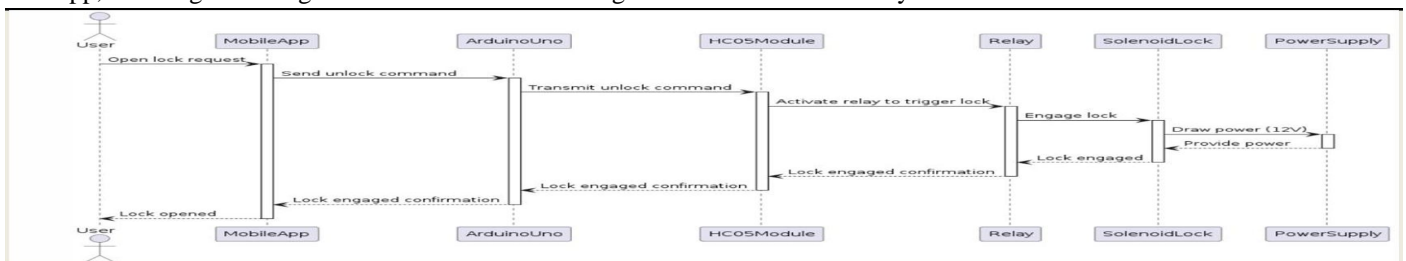 User MobileApp ArduinoUno HC05Module Relay SolenoidLock PowerSupply
Open lock request
Send unlock command
Transmit unlock command
Activate relay to trigger lock
Engage lock
Draw power (12V)
Provide power
Lock engaged
Lock engaged confirmation
Lock engaged confirmation
Lock engaged confirmation
Lock opened
User MobileApp ArduinoUno HC05Module Relay SolenoidLock PowerSupply